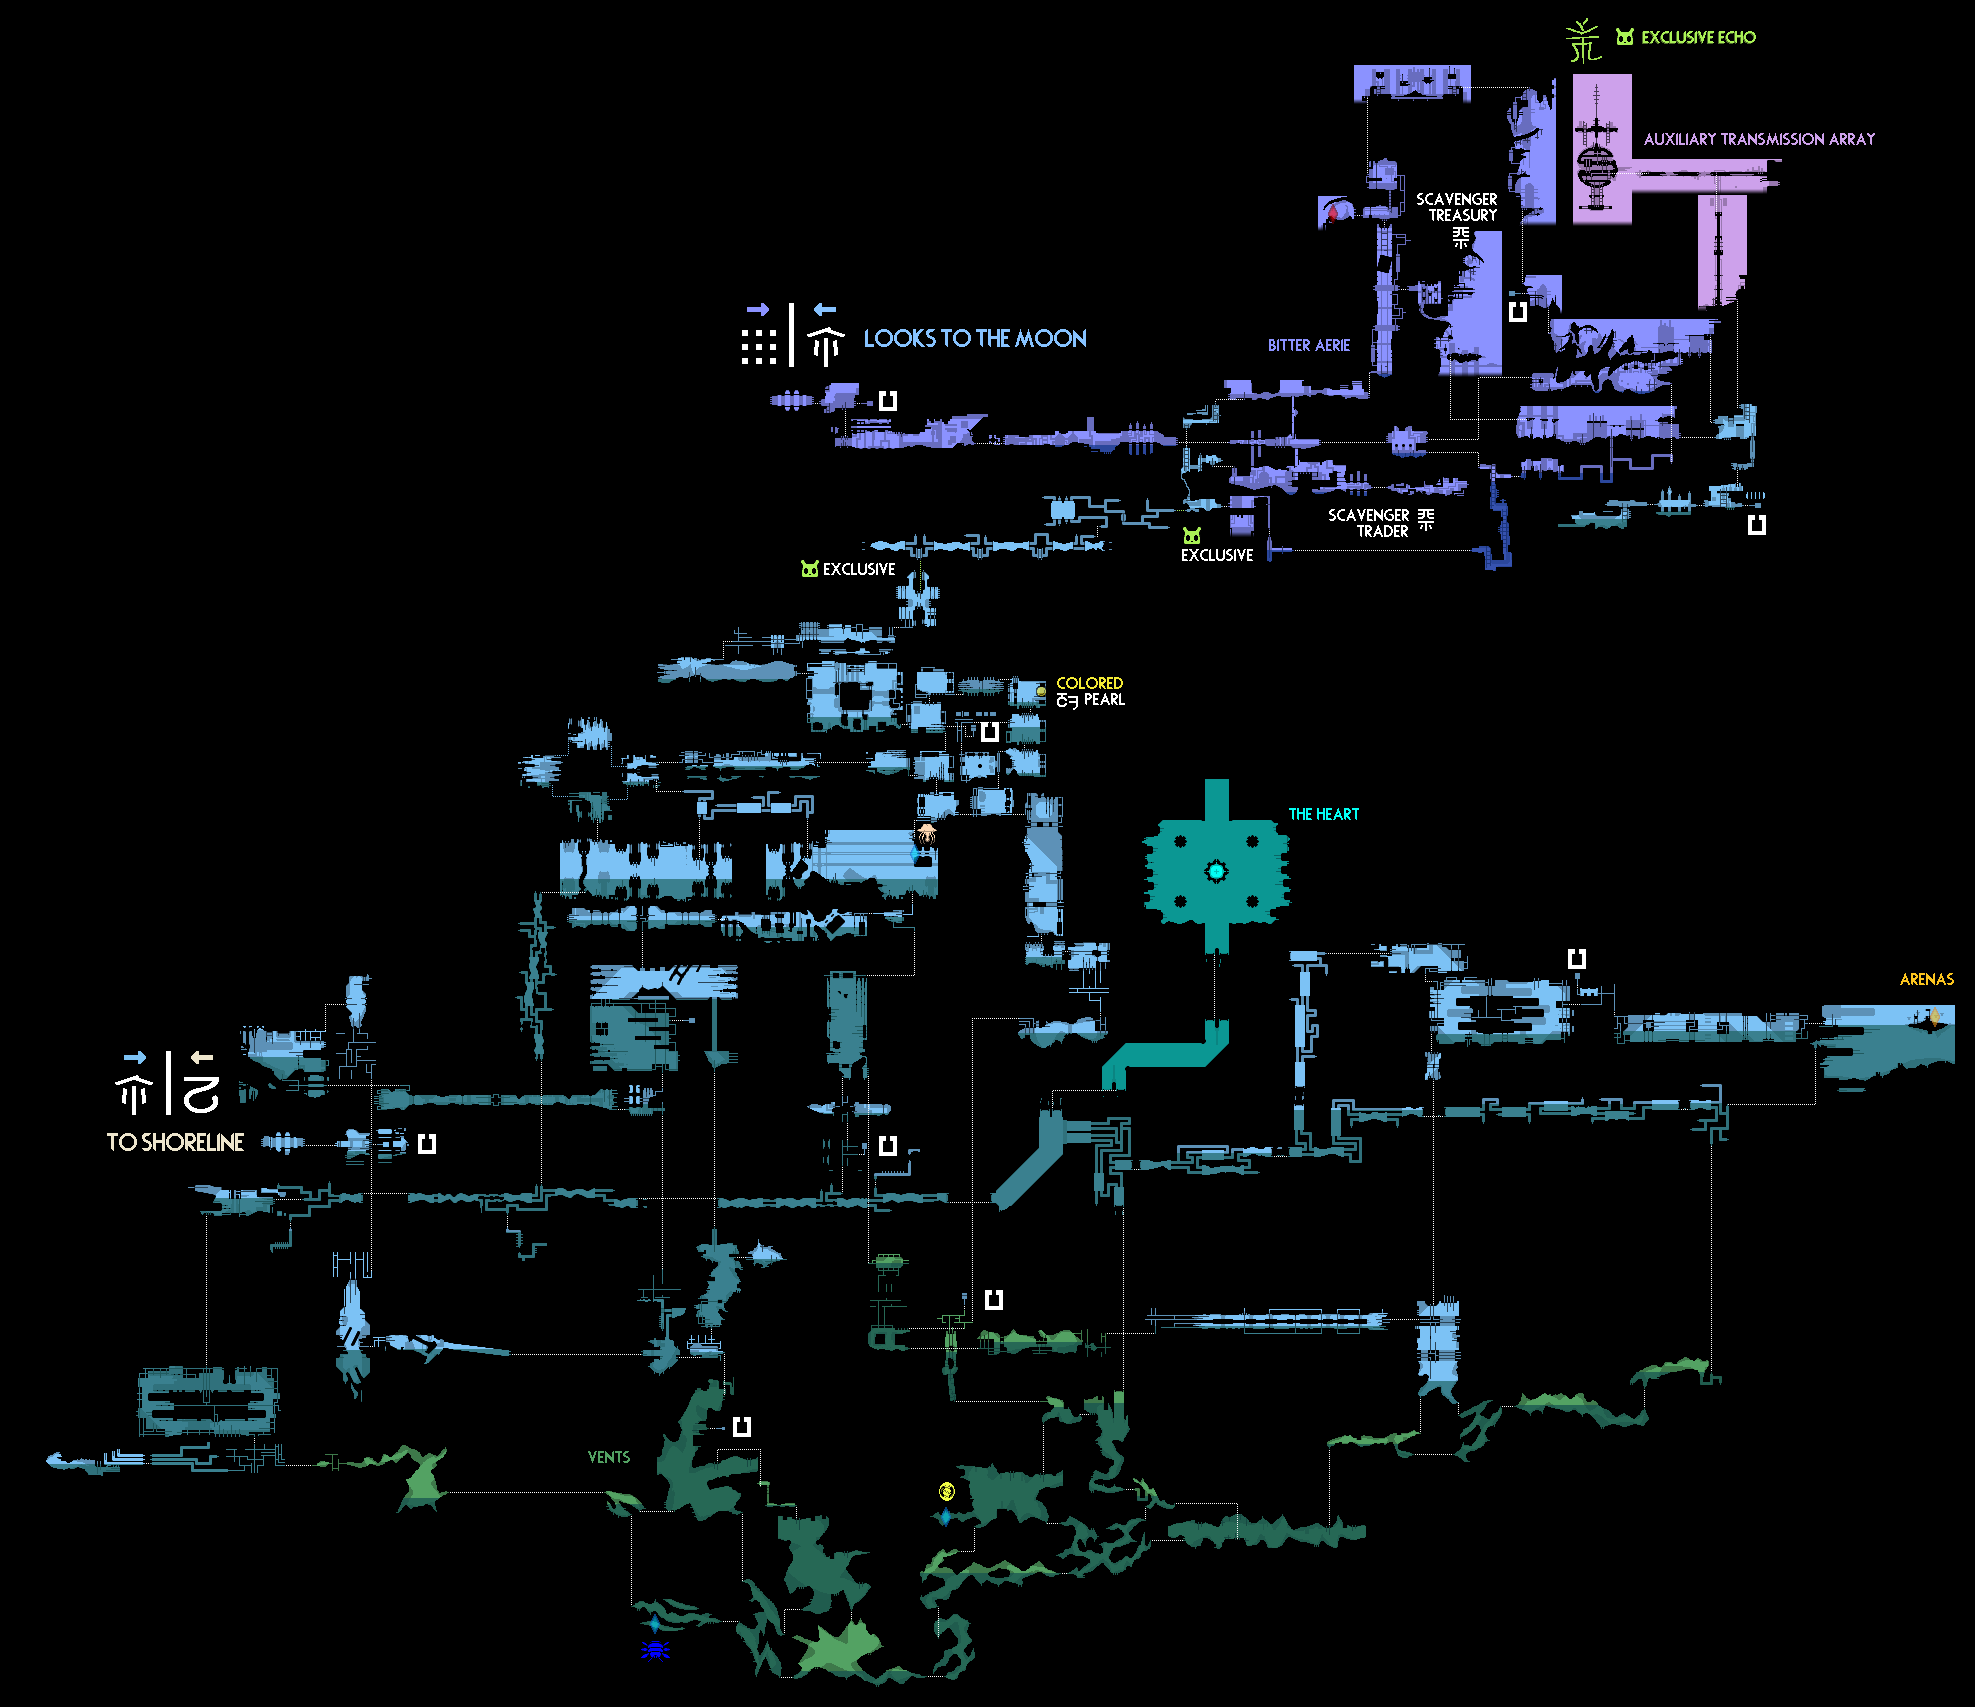 EXCLUSIVE ECHO
AUXILIARY TRANSMISSION ARRAY
SCAVENGER
TREASURY
LOOKS TO THE MOON
BITTER AERIE
SCAVENGER
TRADER
EXCLUSIVE
EXCLUSIVE
COLORED
PEARL
THE HEART
ARENAS
TO SHORELINE
VENTS